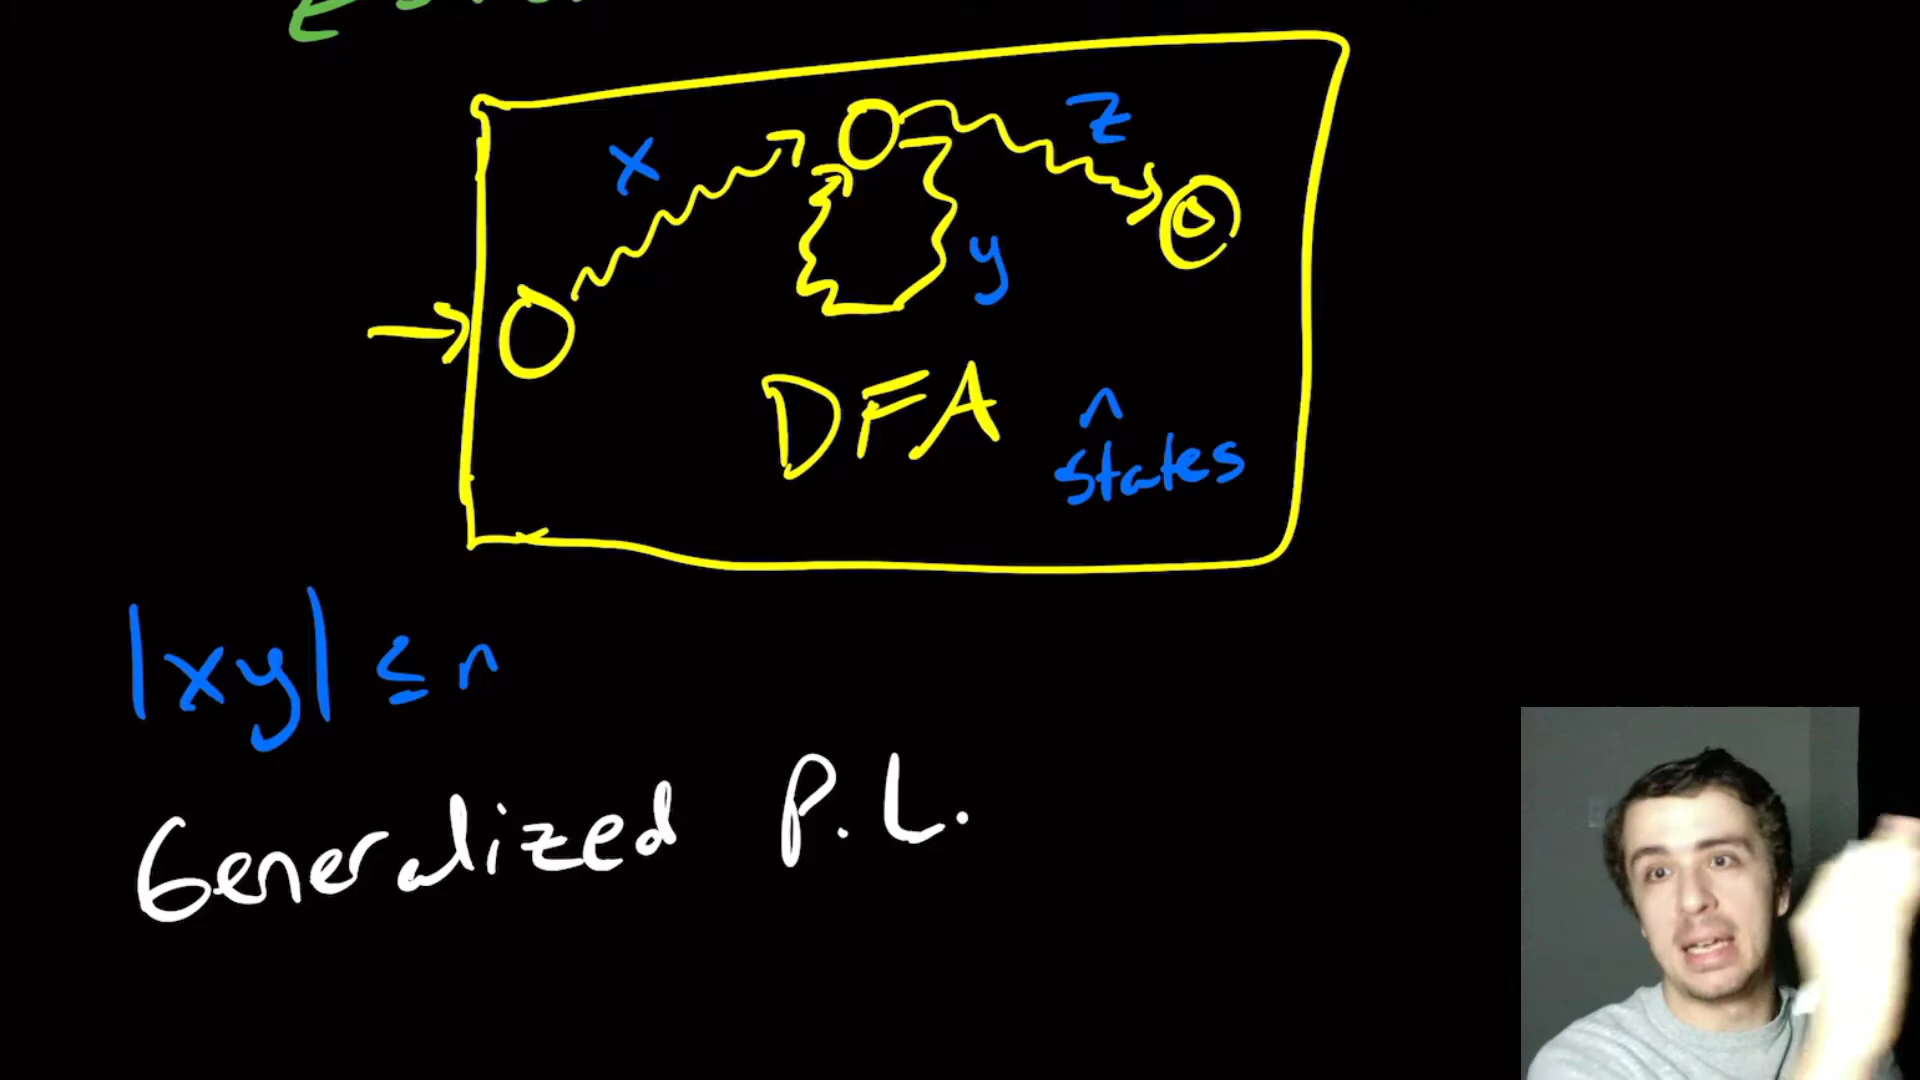 x
z
y
DFA
n
states
|xy| ≤ n
Generalized P.L.